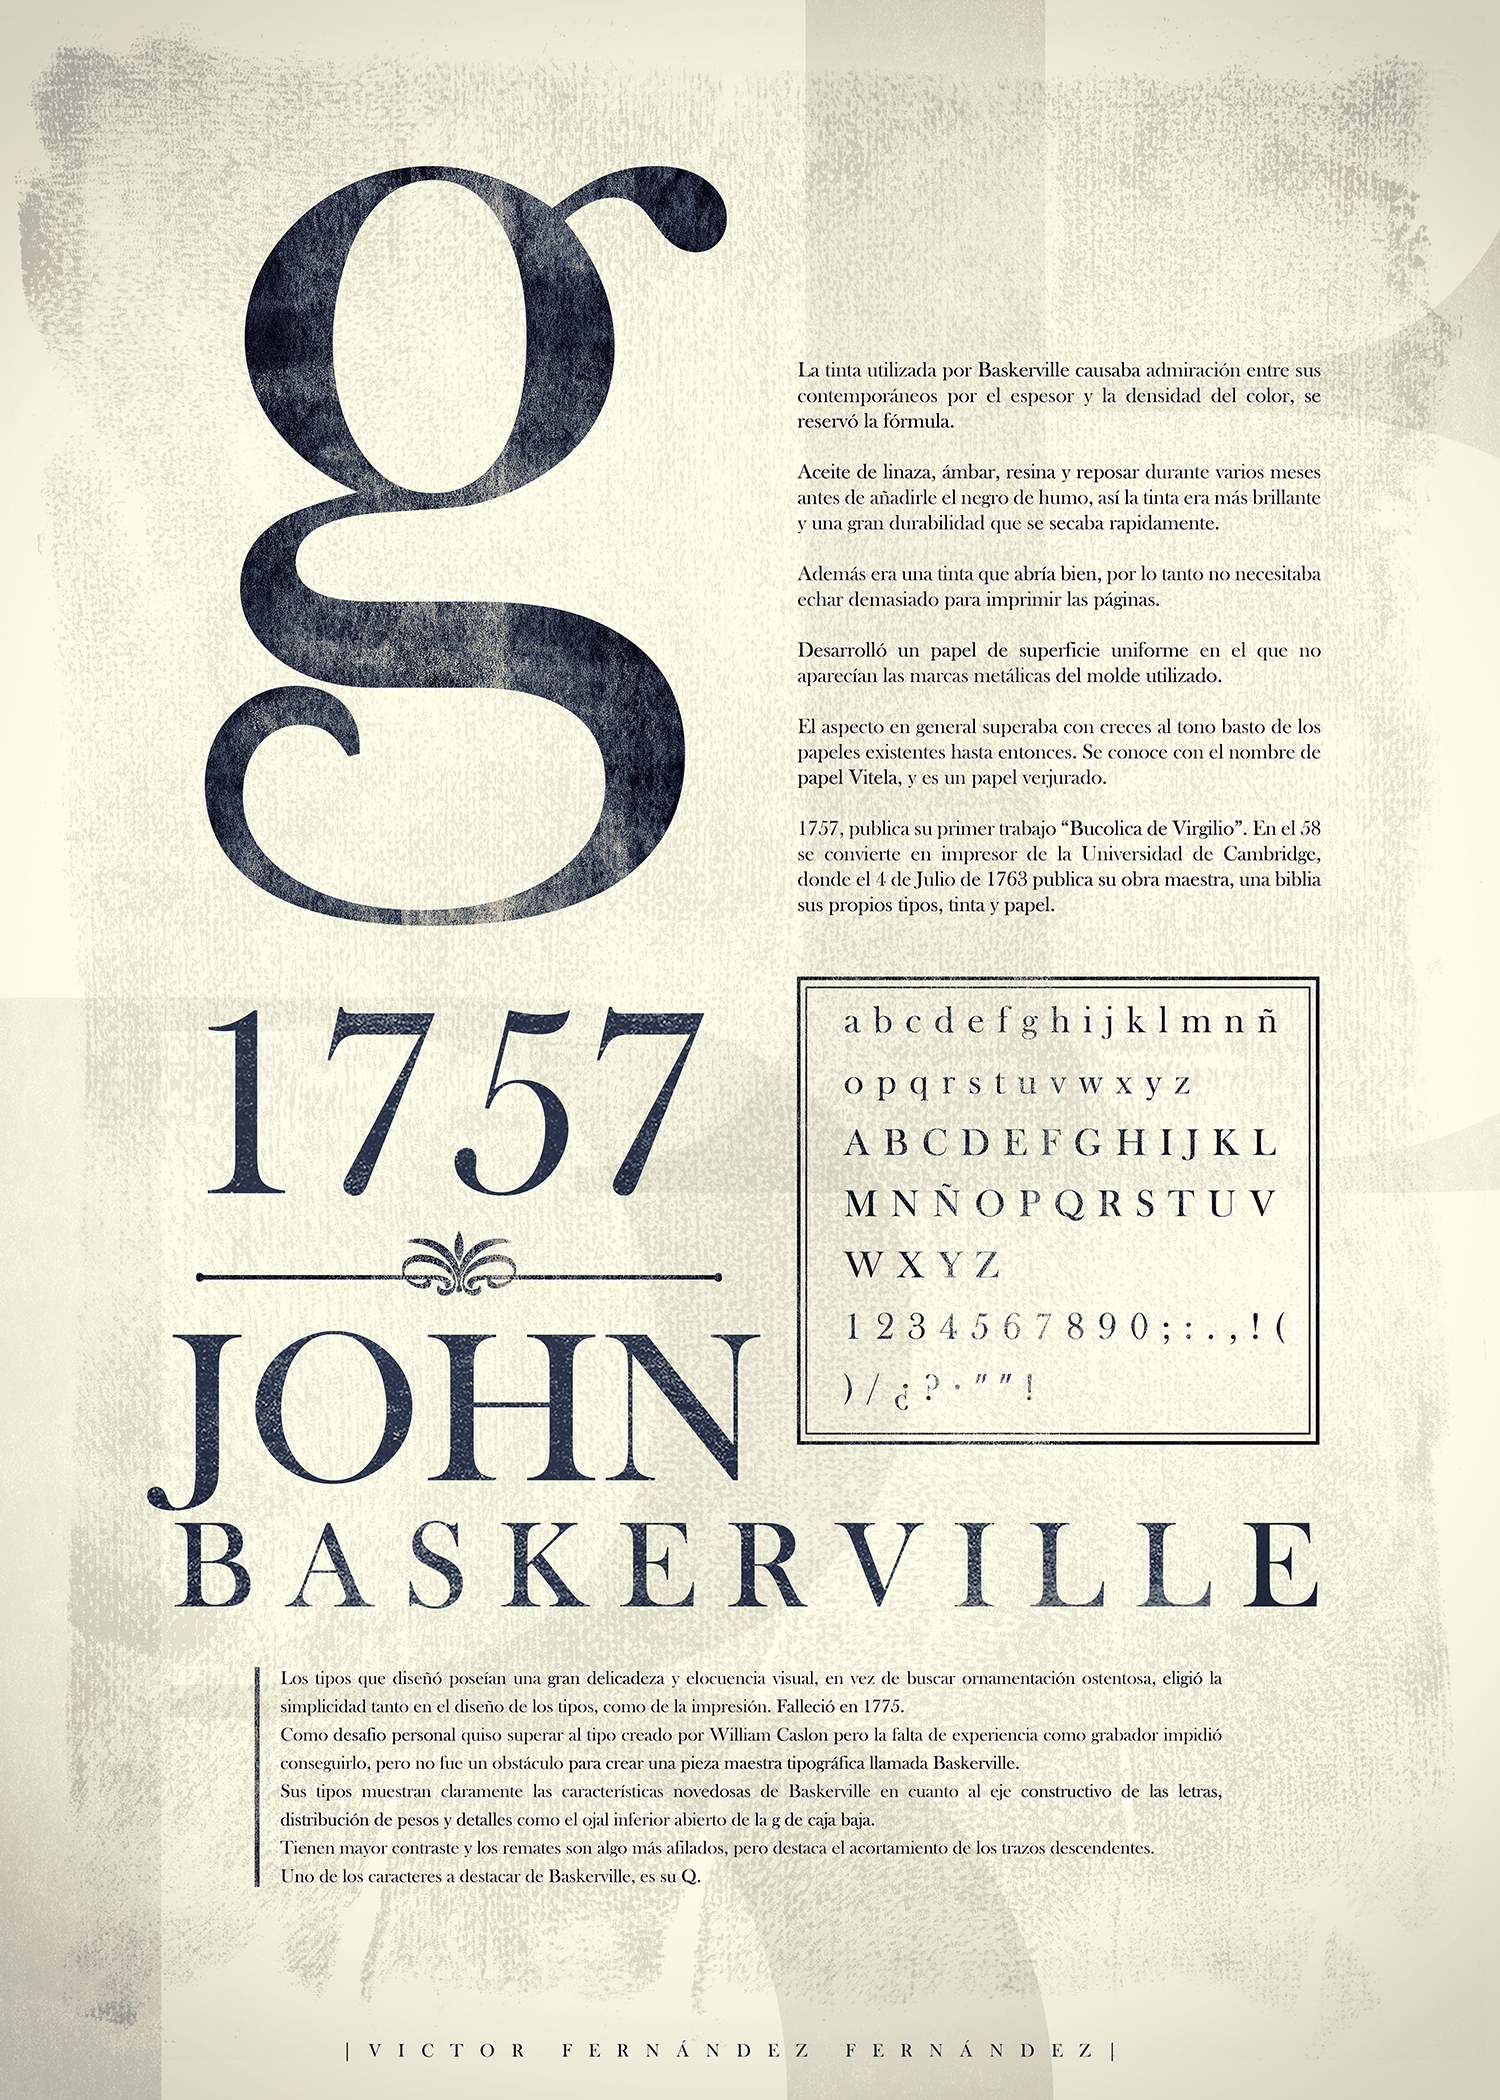 g
La tinta utilizada por Baskerville causaba admiración entre sus
contemporáneos por el espesor y la densidad del color, se
reservó la fórmula.
Aceite de linaza, ámbar, resina y reposar durante varios meses
antes de añadirle el negro de humo, así la tinta era más brillante
y una gran durabilidad que se secaba rapidamente.
Además era una tinta que abría bien, por lo tanto no necesitaba
echar demasiado para imprimir las páginas.
Desarrolló un papel de superficie uniforme en el que no
aparecían las marcas metálicas del molde utilizado.
El aspecto en general superaba con creces al tono basto de los
papeles existentes hasta entonces. Se conoce con el nombre de
papel Vitela, y es un papel verjurado.
1757, publica su primer trabajo “Bucolica de Virgilio”. En el 58
se convierte en impresor de la Universidad de Cambridge,
donde el 4 de Julio de 1763 publica su obra maestra, una biblia
sus propios tipos, tinta y papel.
1757
a b c d e f g h i j k l m n ñ
o p q r s t u v w x y z
A B C D E F G H I J K L
M N Ñ O P Q R S T U V
W X Y Z
1 2 3 4 5 6 7 8 9 0 ; : . , ! (
) / ¿ ? · " " !
JOHN
BASKERVILLE
Los tipos que diseñó poseían una gran delicadeza y elocuencia visual, en vez de buscar ornamentación ostentosa, eligió la
simplicidad tanto en el diseño de los tipos, como de la impresión. Falleció en 1775.
Como desafio personal quiso superar al tipo creado por William Caslon pero la falta de experiencia como grabador impidió
conseguirlo, pero no fue un obstáculo para crear una pieza maestra tipográfica llamada Baskerville.
Sus tipos muestran claramente las características novedosas de Baskerville en cuanto al eje constructivo de las letras,
distribución de pesos y detalles como el ojal inferior abierto de la g de caja baja.
Tienen mayor contraste y los remates son algo más afilados, pero destaca el acortamiento de los trazos descendentes.
Uno de los caracteres a destacar de Baskerville, es su Q.
| VICTOR FERNÁNDEZ FERNÁNDEZ |